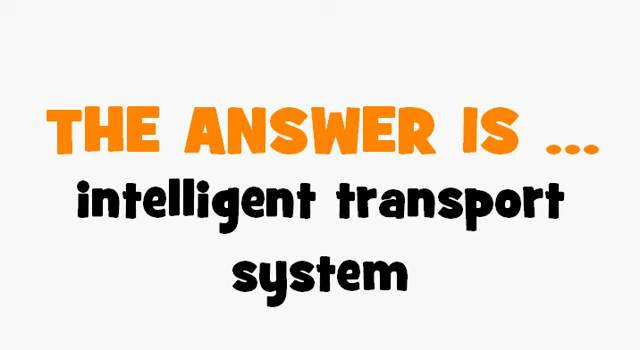 THE ANSWER IS ...
intelligent transport
system